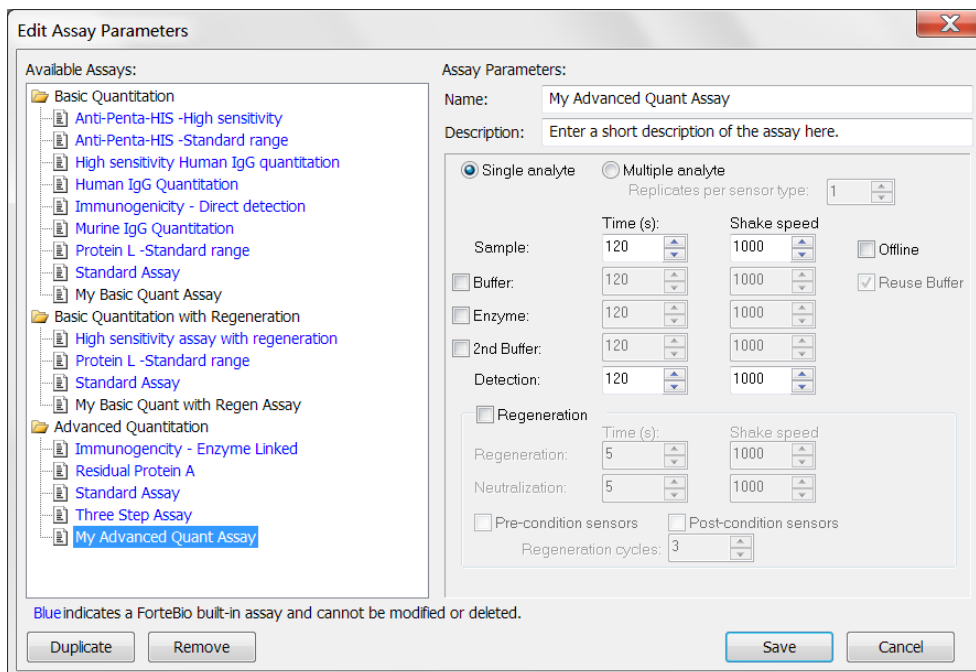 Edit Assay Parameters
Available Assays:
Basic Quantitation
Anti-Penta-HIS -High sensitivity
Anti-Penta-HIS -Standard range
High sensitivity Human IgG quantitation
Human IgG Quantitation
Immunogenicity - Direct detection
Murine IgG Quantitation
Protein L -Standard range
Standard Assay
My Basic Quant Assay
Basic Quantitation with Regeneration
High sensitivity assay with regeneration
Protein L -Standard range
Standard Assay
My Basic Quant with Regen Assay
Advanced Quantitation
Immunogencity - Enzyme Linked
Residual Protein A
Standard Assay
Three Step Assay
My Advanced Quant Assay
Blue indicates a ForteBio built-in assay and cannot be modified or deleted.
Duplicate Remove
Assay Parameters:
Name: My Advanced Quant Assay
Description: Enter a short description of the assay here.
Single analyte Multiple analyte
Replicates per sensor type: 1
Time (s): Shake speed
Sample: 120 1000 Offline
Buffer: 120 1000 Reuse Buffer
Enzyme: 120 1000
2nd Buffer: 120 1000
Detection: 120 1000
Regeneration
Time (s): Shake speed
Regeneration: 5 1000
Neutralization: 5 1000
Pre-condition sensors Post-condition sensors
Regeneration cycles: 3
Save Cancel